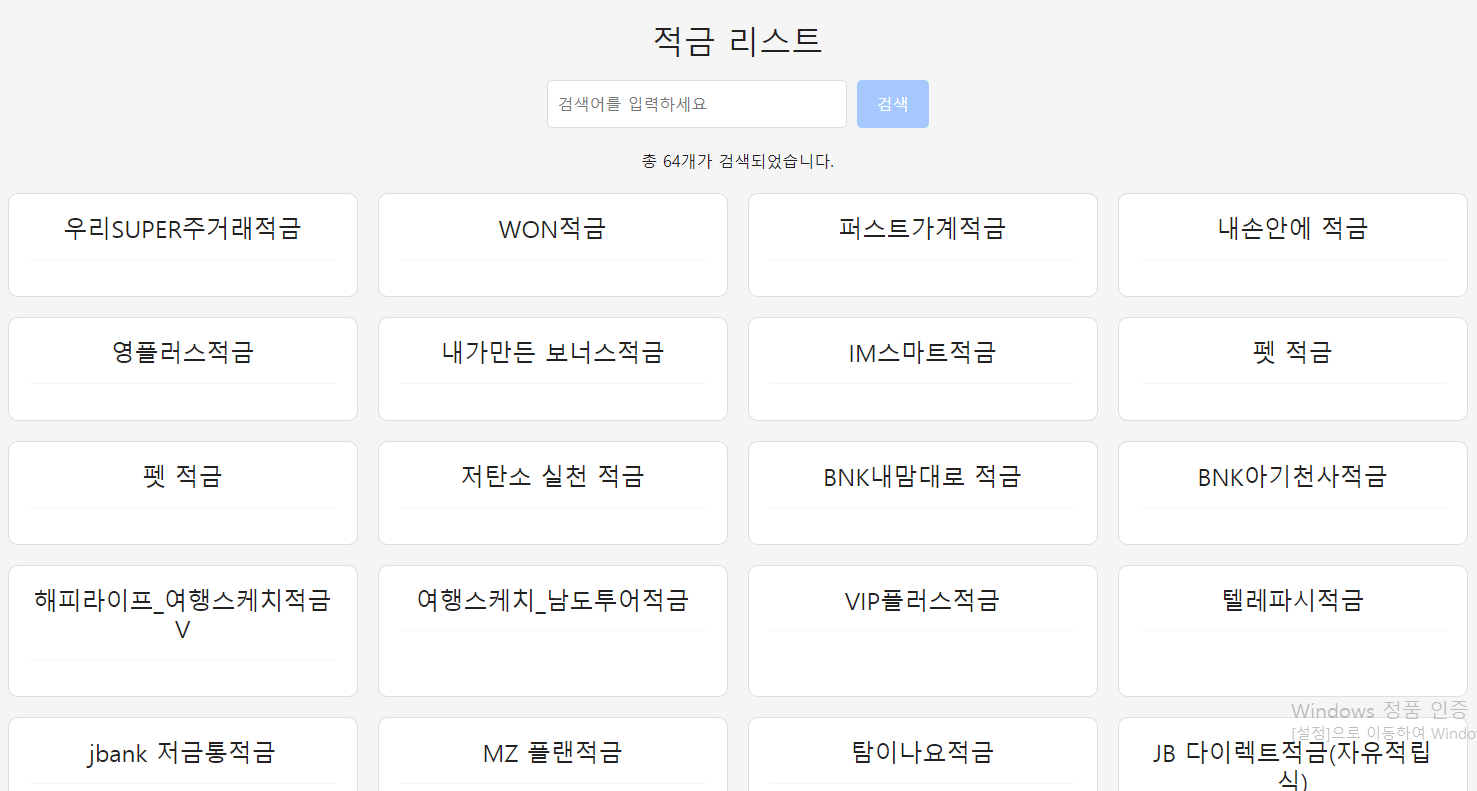 적금 리스트
검색어를 입력하세요
검색
총 64개가 검색되었습니다.
우리SUPER주거래적금
WON적금
퍼스트가계적금
내손안에 적금
영플러스적금
내가만든 보너스적금
IM스마트적금
펫 적금
펫 적금
저탄소 실천 적금
BNK내맘대로 적금
BNK아기천사적금
해피라이프_여행스케치적금
V
여행스케치_남도투어적금
VIP플러스적금
텔레파시적금
Windows 정품 인증
[설정]으로 이동하여 Windo
jbank 저금통적금
MZ 플랜적금
탐이나요적금
JB 다이렉트적금(자유적립
식)